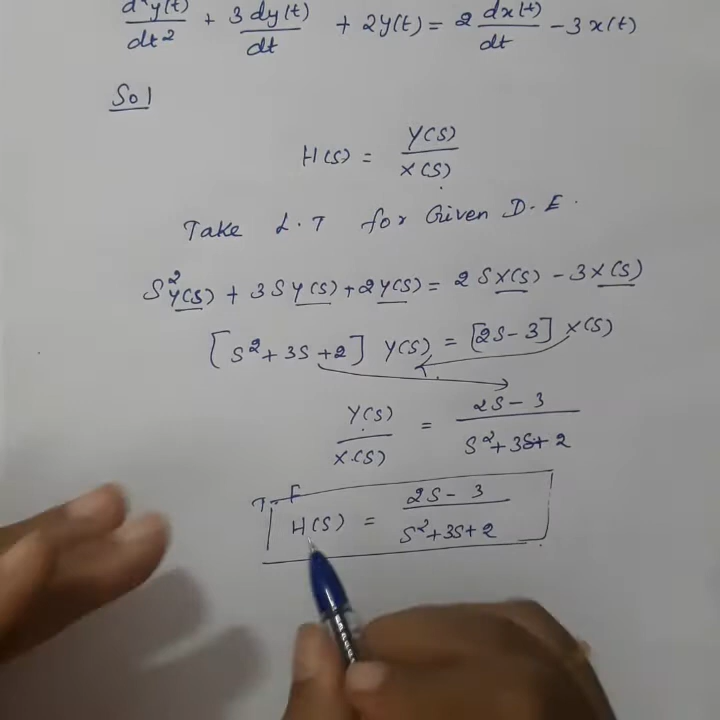 d²y(t)/dt² + 3 dy(t)/dt + 2y(t) = 2 dx(t)/dt - 3x(t)
Sol
H(S) = Y(S)/X(S)
Take L.T for Given D.E.
S²Y(S) + 3SY(S) + 2Y(S) = 2SX(S) - 3X(S)
[S² + 3S + 2] Y(S) = [2S-3] X(S)
Y(S)/X(S) = 2S-3/S²+3S+2
T.F
H(S) = 2S-3/S²+3S+2